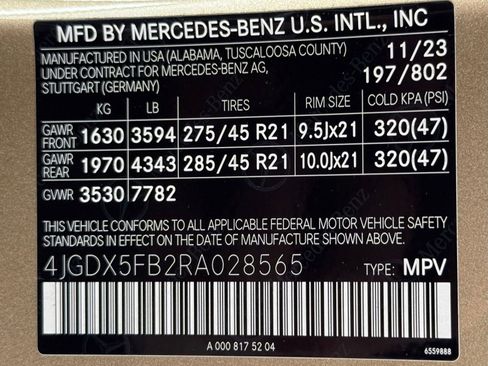 MFD BY MERCEDES-BENZ U.S. INTL., INC
MANUFACTURED IN USA (ALABAMA, TUSCALOOSA COUNTY) 11/23
UNDER CONTRACT FOR MERCEDES-BENZ AG, 197/802
STUTTGART (GERMANY)
KG LB TIRES RIM SIZE COLD KPA (PSI)
GAWR FRONT 1630 3594 275/45 R21 9.5Jx21 320(47)
GAWR REAR 1970 4343 285/45 R21 10.0Jx21 320(47)
GVWR 3530 7782
THIS VEHICLE CONFORMS TO ALL APPLICABLE FEDERAL MOTOR VEHICLE SAFETY
STANDARDS IN EFFECT ON THE DATE OF MANUFACTURE SHOWN ABOVE.
4JGDX5FB2RA028565 TYPE: MPV
A 000 817 52 04
6559888